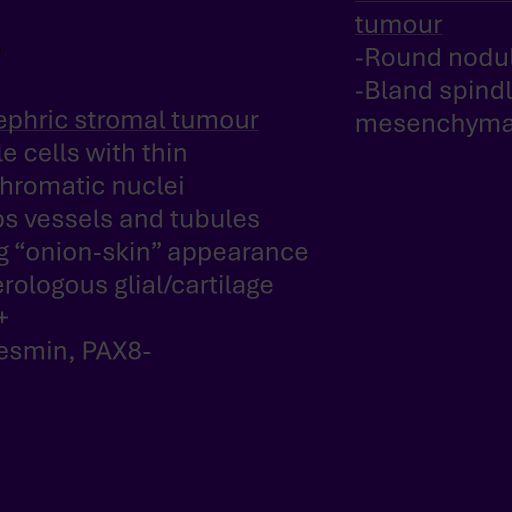 ephric stromal tumour
le cells with thin
hromatic nuclei
ps vessels and tubules
g “onion-skin” appearance
erologous glial/cartilage
+
esmin, PAX8-
tumour
-Round nodul
-Bland spindl
mesenchyma